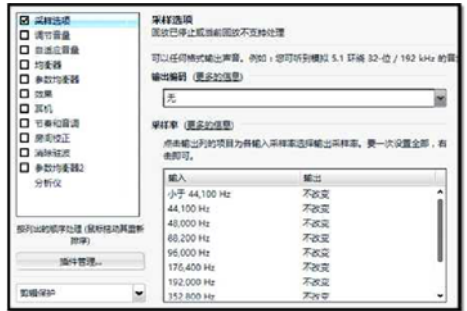 采样选项
调节音量
自适应音量
均衡器
参数均衡器
效果
耳机
节奏和音调
房间校正
消除硅波
参数均衡器2
分析仪
按列出的顺序处理 (鼠标拖动其重新
排序)
插件管理...
剪辑保护
采样选项
回放已停止或当前回放不支持处理
可以任何格式输出声音。例如：您可听到模拟 5.1 环绕 32-位 / 192 kHz 的音
输出编码 (更多的信息)
无
采样率 (更多的信息)
点击输出列的项目为各输入采样率选择输出采样率。要一次设置全部，右
击即可。
输入 输出
小于 44,100 Hz 不改变
44,100 Hz 不改变
48,000 Hz 不改变
88,200 Hz 不改变
96,000 Hz 不改变
176,400 Hz 不改变
192,000 Hz 不改变
352,800 Hz 不改变